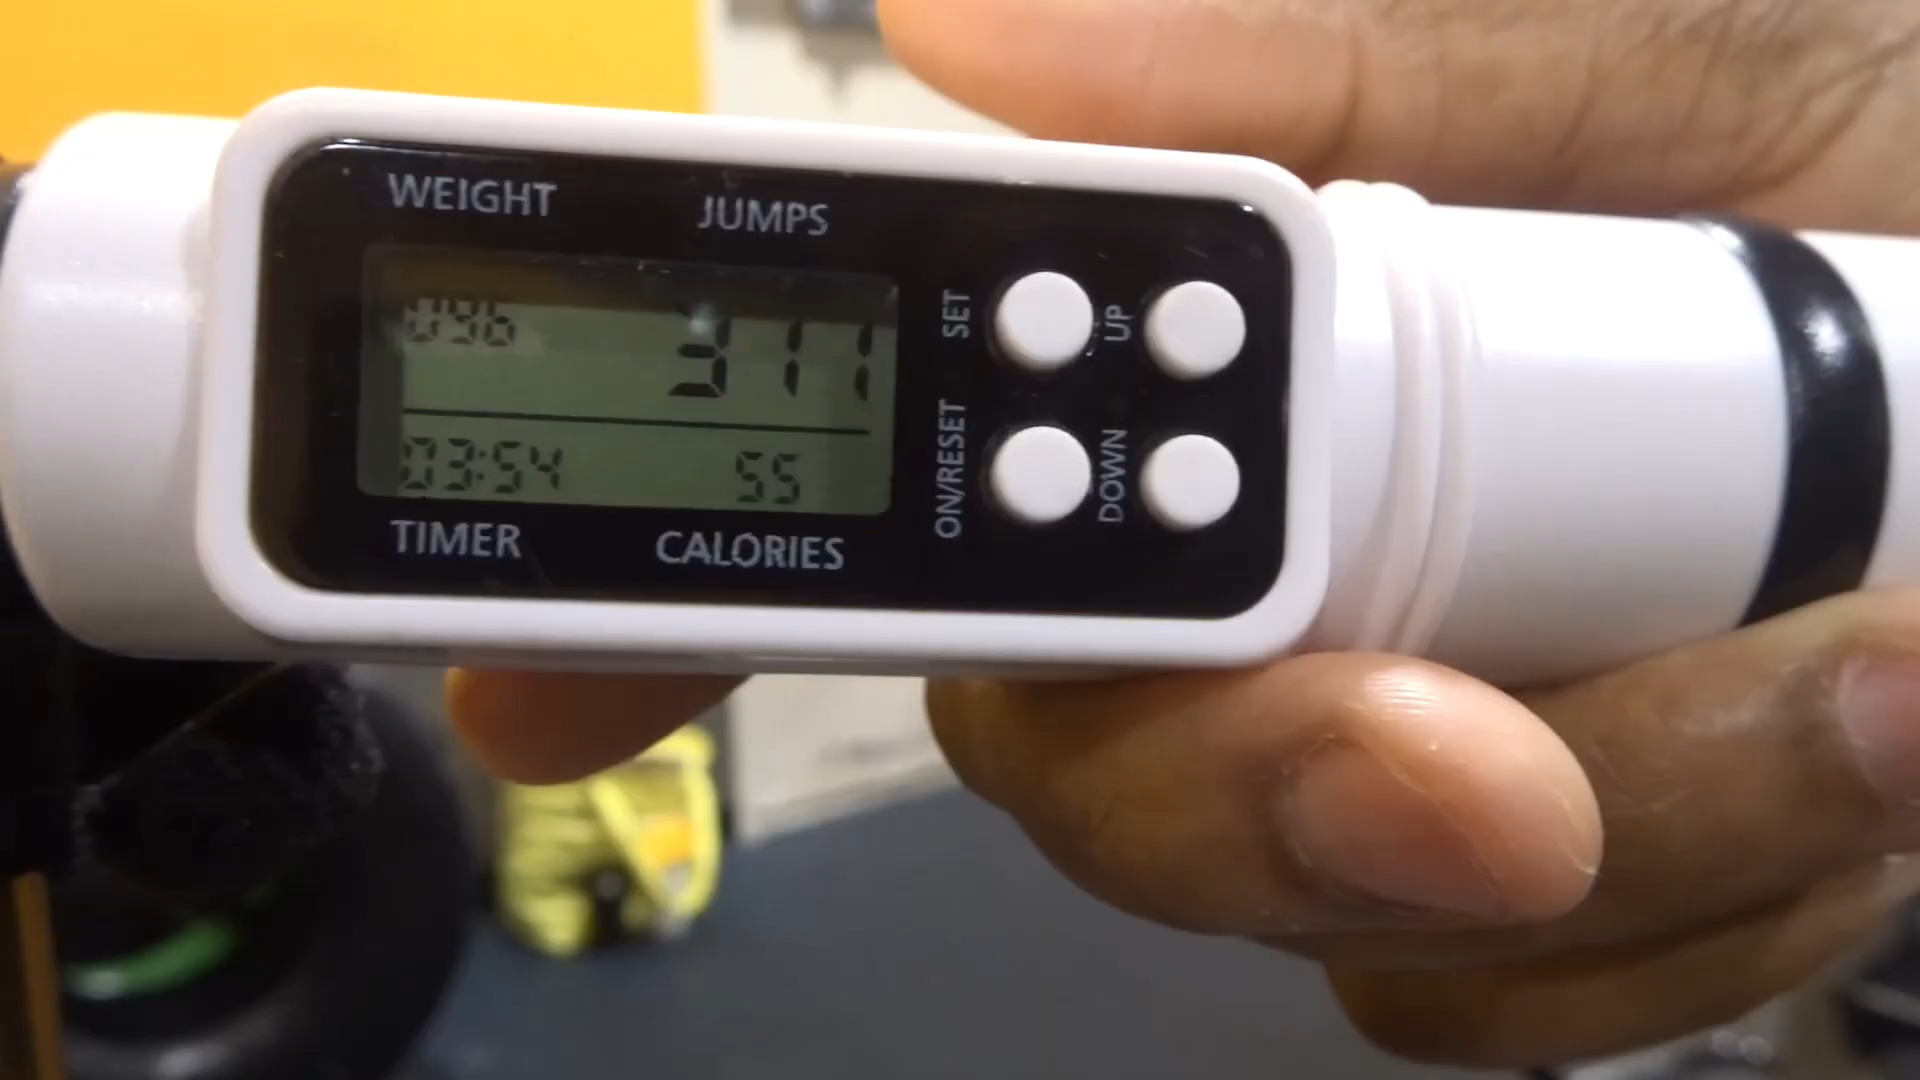 WEIGHT JUMPS
096 311
SET UP
03:54 55
ON/RESET DOWN
TIMER CALORIES